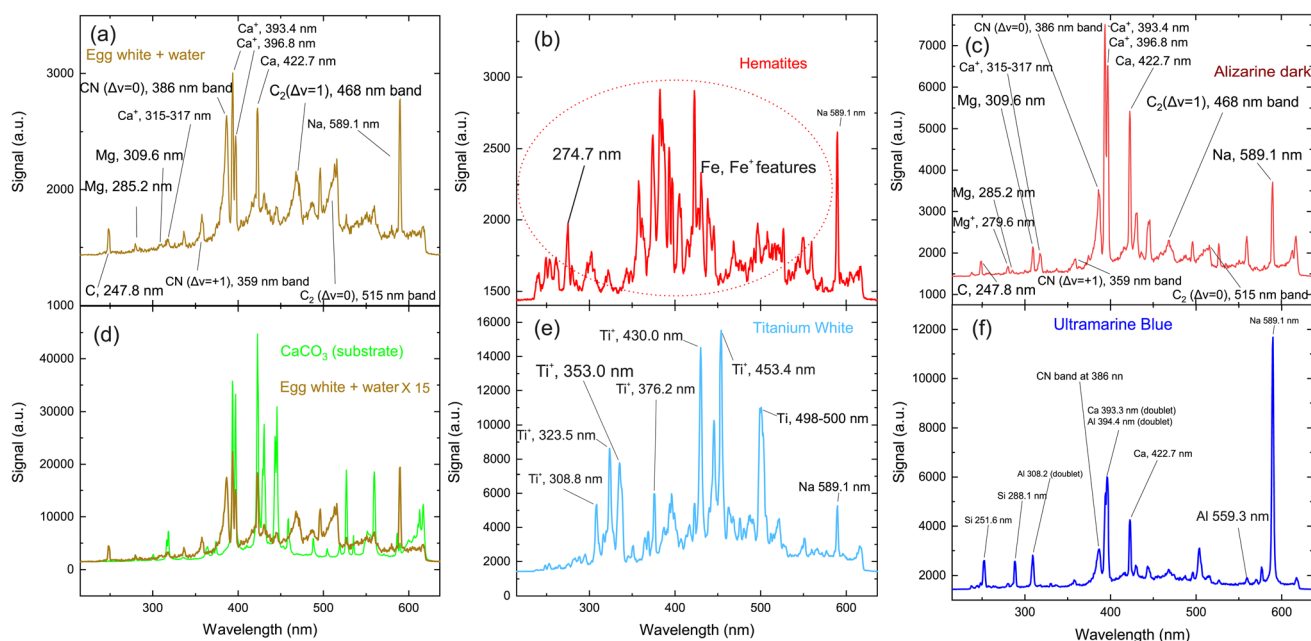 (a)
Egg white + water
Ca⁺, 393.4 nm
Ca⁺, 396.8 nm
Ca, 422.7 nm
CN (Δv=0), 386 nm band
C₂(Δv=1), 468 nm band
Ca⁺, 315-317 nm
Na, 589.1 nm
Mg, 309.6 nm
Mg, 285.2 nm
CN (Δv=+1), 359 nm band
C, 247.8 nm
C₂ (Δv=0), 515 nm band
Signal (a.u.)
3000
2000
1000
(b)
Hematites
Na 589.1 nm
274.7 nm
Fe, Fe⁺ features
Signal (a.u.)
2900
2600
2300
2000
1700
1400
(c)
CN (Δv=0), 386 nm band
Ca⁺, 393.4 nm
Ca⁺, 396.8 nm
Ca⁺, 315-317 nm
Ca, 422.7 nm
Alizarine dark
Mg, 309.6 nm
C₂(Δv=1), 468 nm band
Na, 589.1 nm
Mg, 285.2 nm
Mg⁺, 279.6 nm
C, 247.8 nm
CN (Δv=+1), 359 nm band
C₂ (Δv=0), 515 nm band
Signal (a.u.)
7500
6500
5500
4500
3500
2500
1500
(d)
CaCO₃ (substrate)
Egg white + water X 15
Signal (a.u.)
40000
30000
20000
10000
0
300
400
500
600
Wavelength (nm)
(e)
Titanium White
Ti⁺, 430.0 nm
Ti⁺, 353.0 nm
Ti⁺, 453.4 nm
Ti⁺, 376.2 nm
Ti⁺, 323.5 nm
Ti, 498-500 nm
Ti⁺, 308.8 nm
Na 589.1 nm
Signal (a.u.)
16000
14000
12000
10000
8000
6000
4000
2000
0
300
400
500
600
Wavelength (nm)
(f)
Ultramarine Blue
Na 589.1 nm
CN band at 386 nn
Ca 393.3 nm (doublet)
Al 394.4 nm (doublet)
Al 308.2 (doublet)
Ca, 422.7 nm
Si 288.1 nm
Si 251.6 nm
Al 559.3 nm
Signal (a.u.)
12000
10000
8000
6000
4000
2000
300
400
500
600
Wavelength (nm)